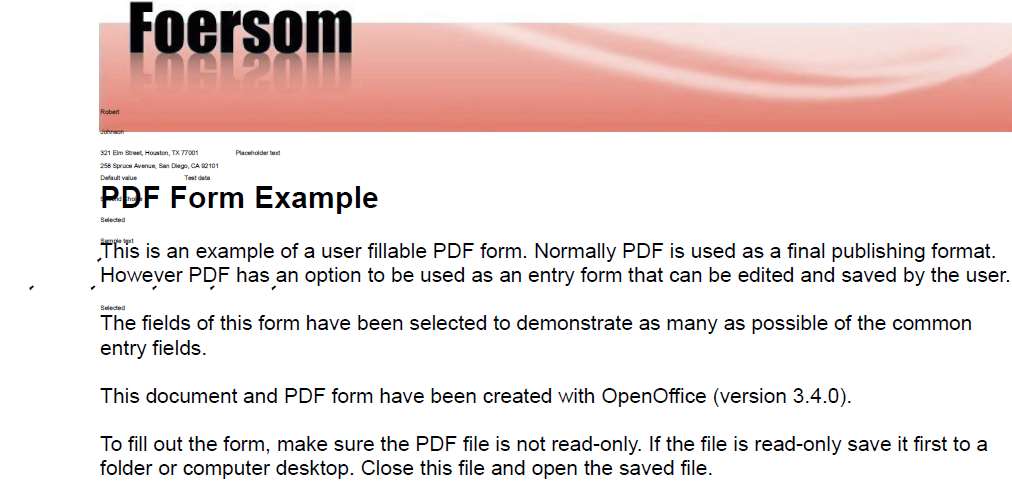 Foersom
Robert
Johnson
321 Elm Street, Houston, TX 77001 Placeholder text
258 Spruce Avenue, San Diego, CA 92101
Default value Test data
PDF Form Example
Selected
Sample text
This is an example of a user fillable PDF form. Normally PDF is used as a final publishing format.
However PDF has an option to be used as an entry form that can be edited and saved by the user.
Selected
The fields of this form have been selected to demonstrate as many as possible of the common
entry fields.
This document and PDF form have been created with OpenOffice (version 3.4.0).
To fill out the form, make sure the PDF file is not read-only. If the file is read-only save it first to a
folder or computer desktop. Close this file and open the saved file.